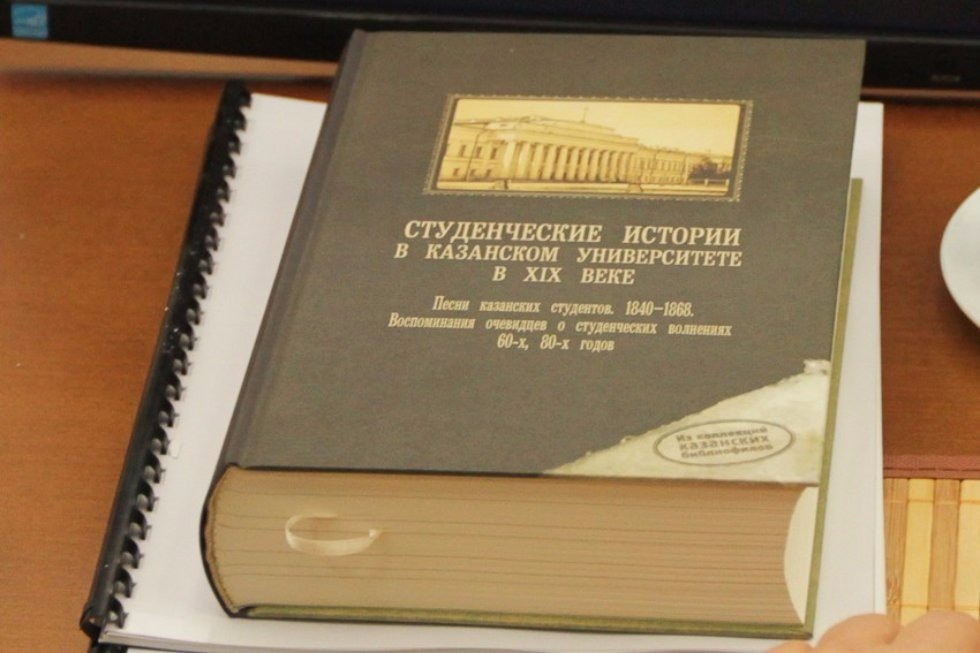 СТУДЕНЧЕСКИЕ ИСТОРИИ
В КАЗАНСКОМ УНИВЕРСИТЕТЕ
В XIX ВЕКЕ
Песни казанских студентов. 1840–1868.
Воспоминания очевидцев о студенческих волнениях
60-х, 80-х годов
Из коллекций
казанских
библиофилов